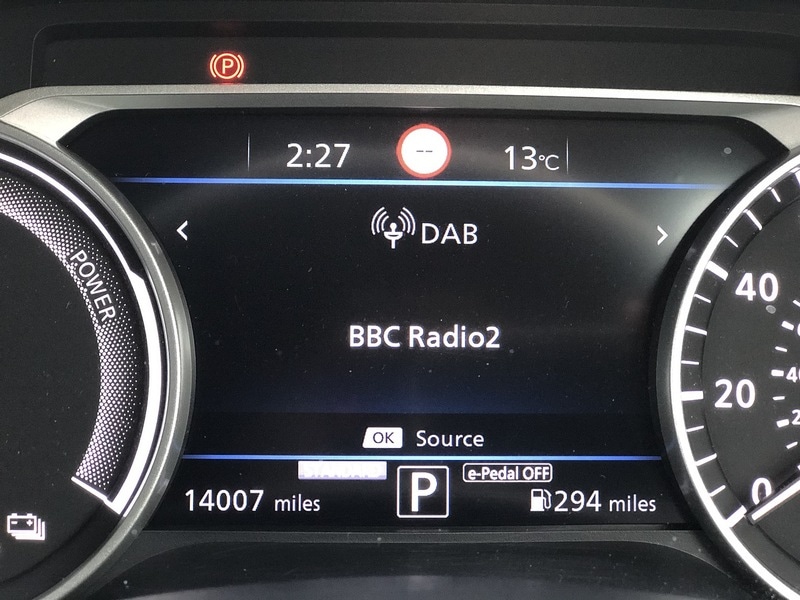 P
2:27 -- 13°C
< DAB >
BBC Radio2
OK Source
e-Pedal OFF
14007 miles P 294 miles
POWER
40
20
0